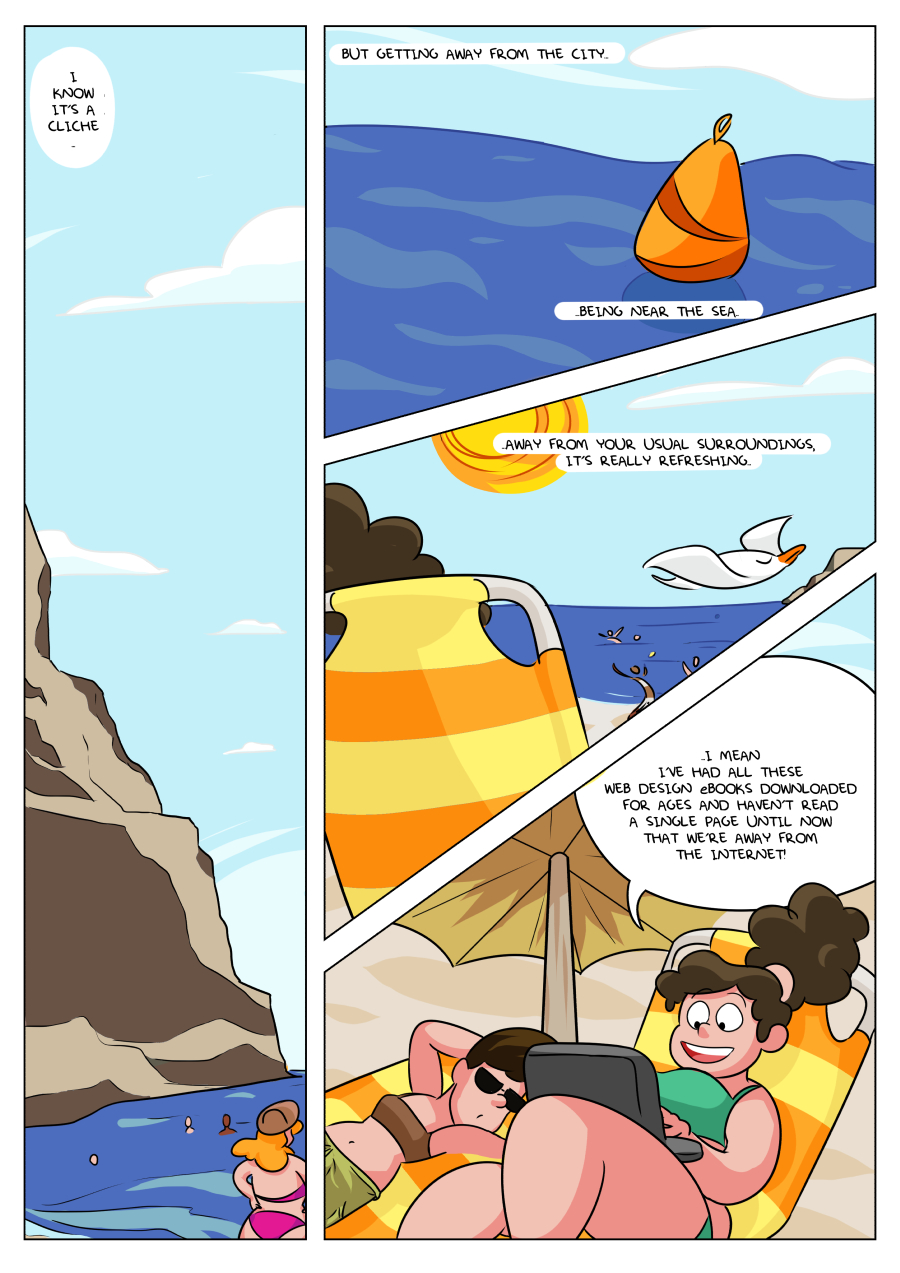 I
KNOW
IT'S A
CLICHE
..
BUT GETTING AWAY FROM THE CITY..
..BEING NEAR THE SEA..
..AWAY FROM YOUR USUAL SURROUNDINGS,
IT'S REALLY REFRESHING..
..I MEAN
I'VE HAD ALL THESE
WEB DESIGN eBOOKS DOWNLOADED
FOR AGES AND HAVEN'T READ
A SINGLE PAGE UNTIL NOW
THAT WE'RE AWAY FROM
THE INTERNET!